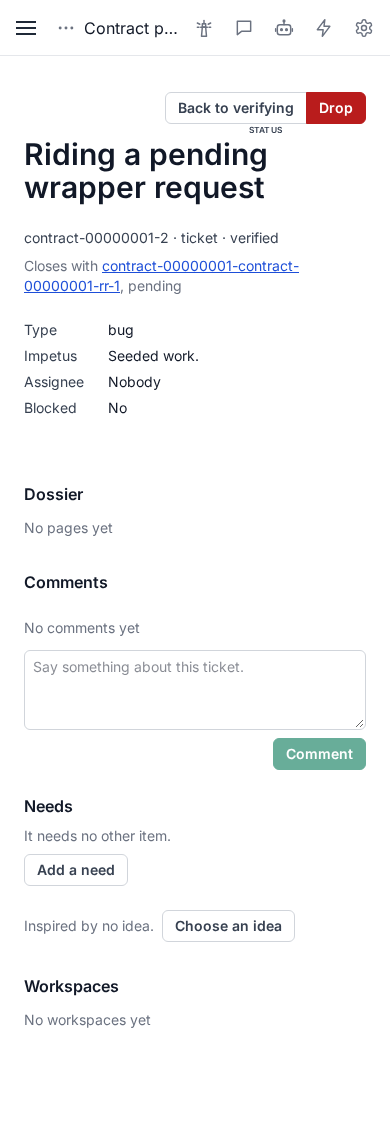 Contract p...
Back to verifying
Drop
STATUS
Riding a pending
wrapper request
contract-00000001-2 · ticket · verified
Closes with contract-00000001-contract-
00000001-rr-1, pending
Type bug
Impetus Seeded work.
Assignee Nobody
Blocked No
Dossier
No pages yet
Comments
No comments yet
Say something about this ticket.
Comment
Needs
It needs no other item.
Add a need
Inspired by no idea. Choose an idea
Workspaces
No workspaces yet